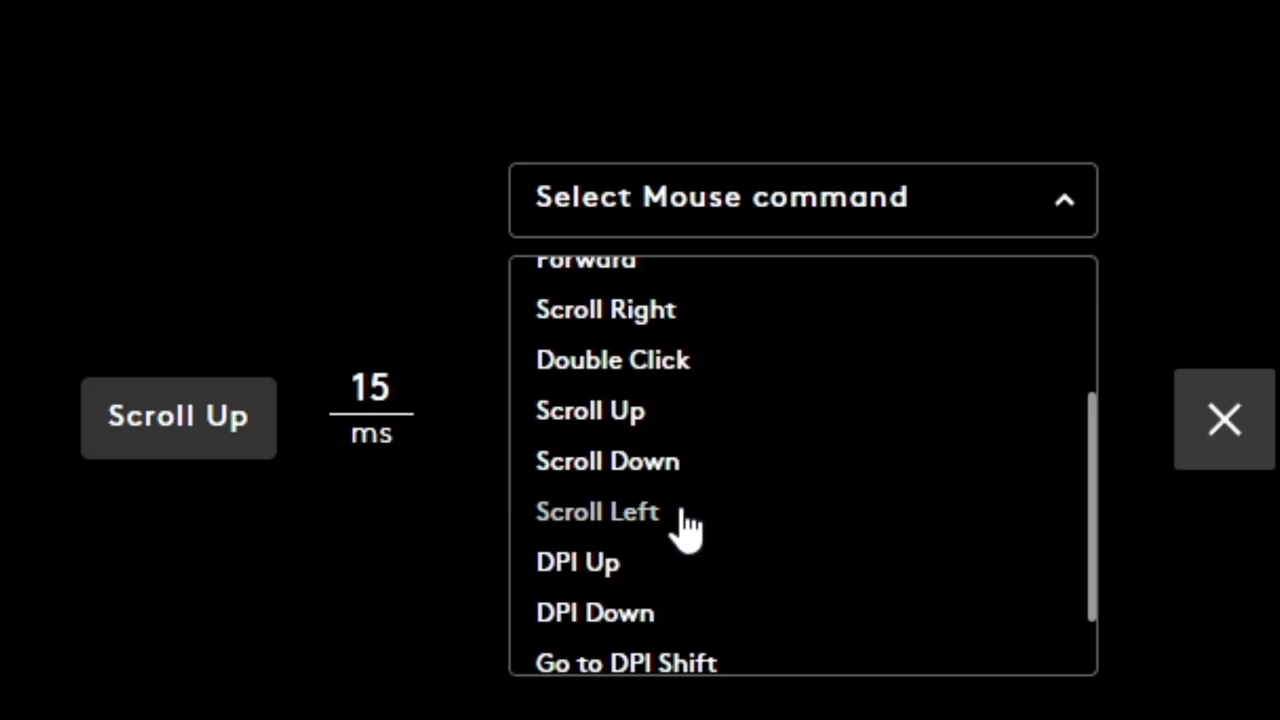 Select Mouse command
Forward
Scroll Right
Double Click
Scroll Up
15
ms
Scroll Up
Scroll Down
Scroll Left
DPI Up
DPI Down
Go to DPI Shift